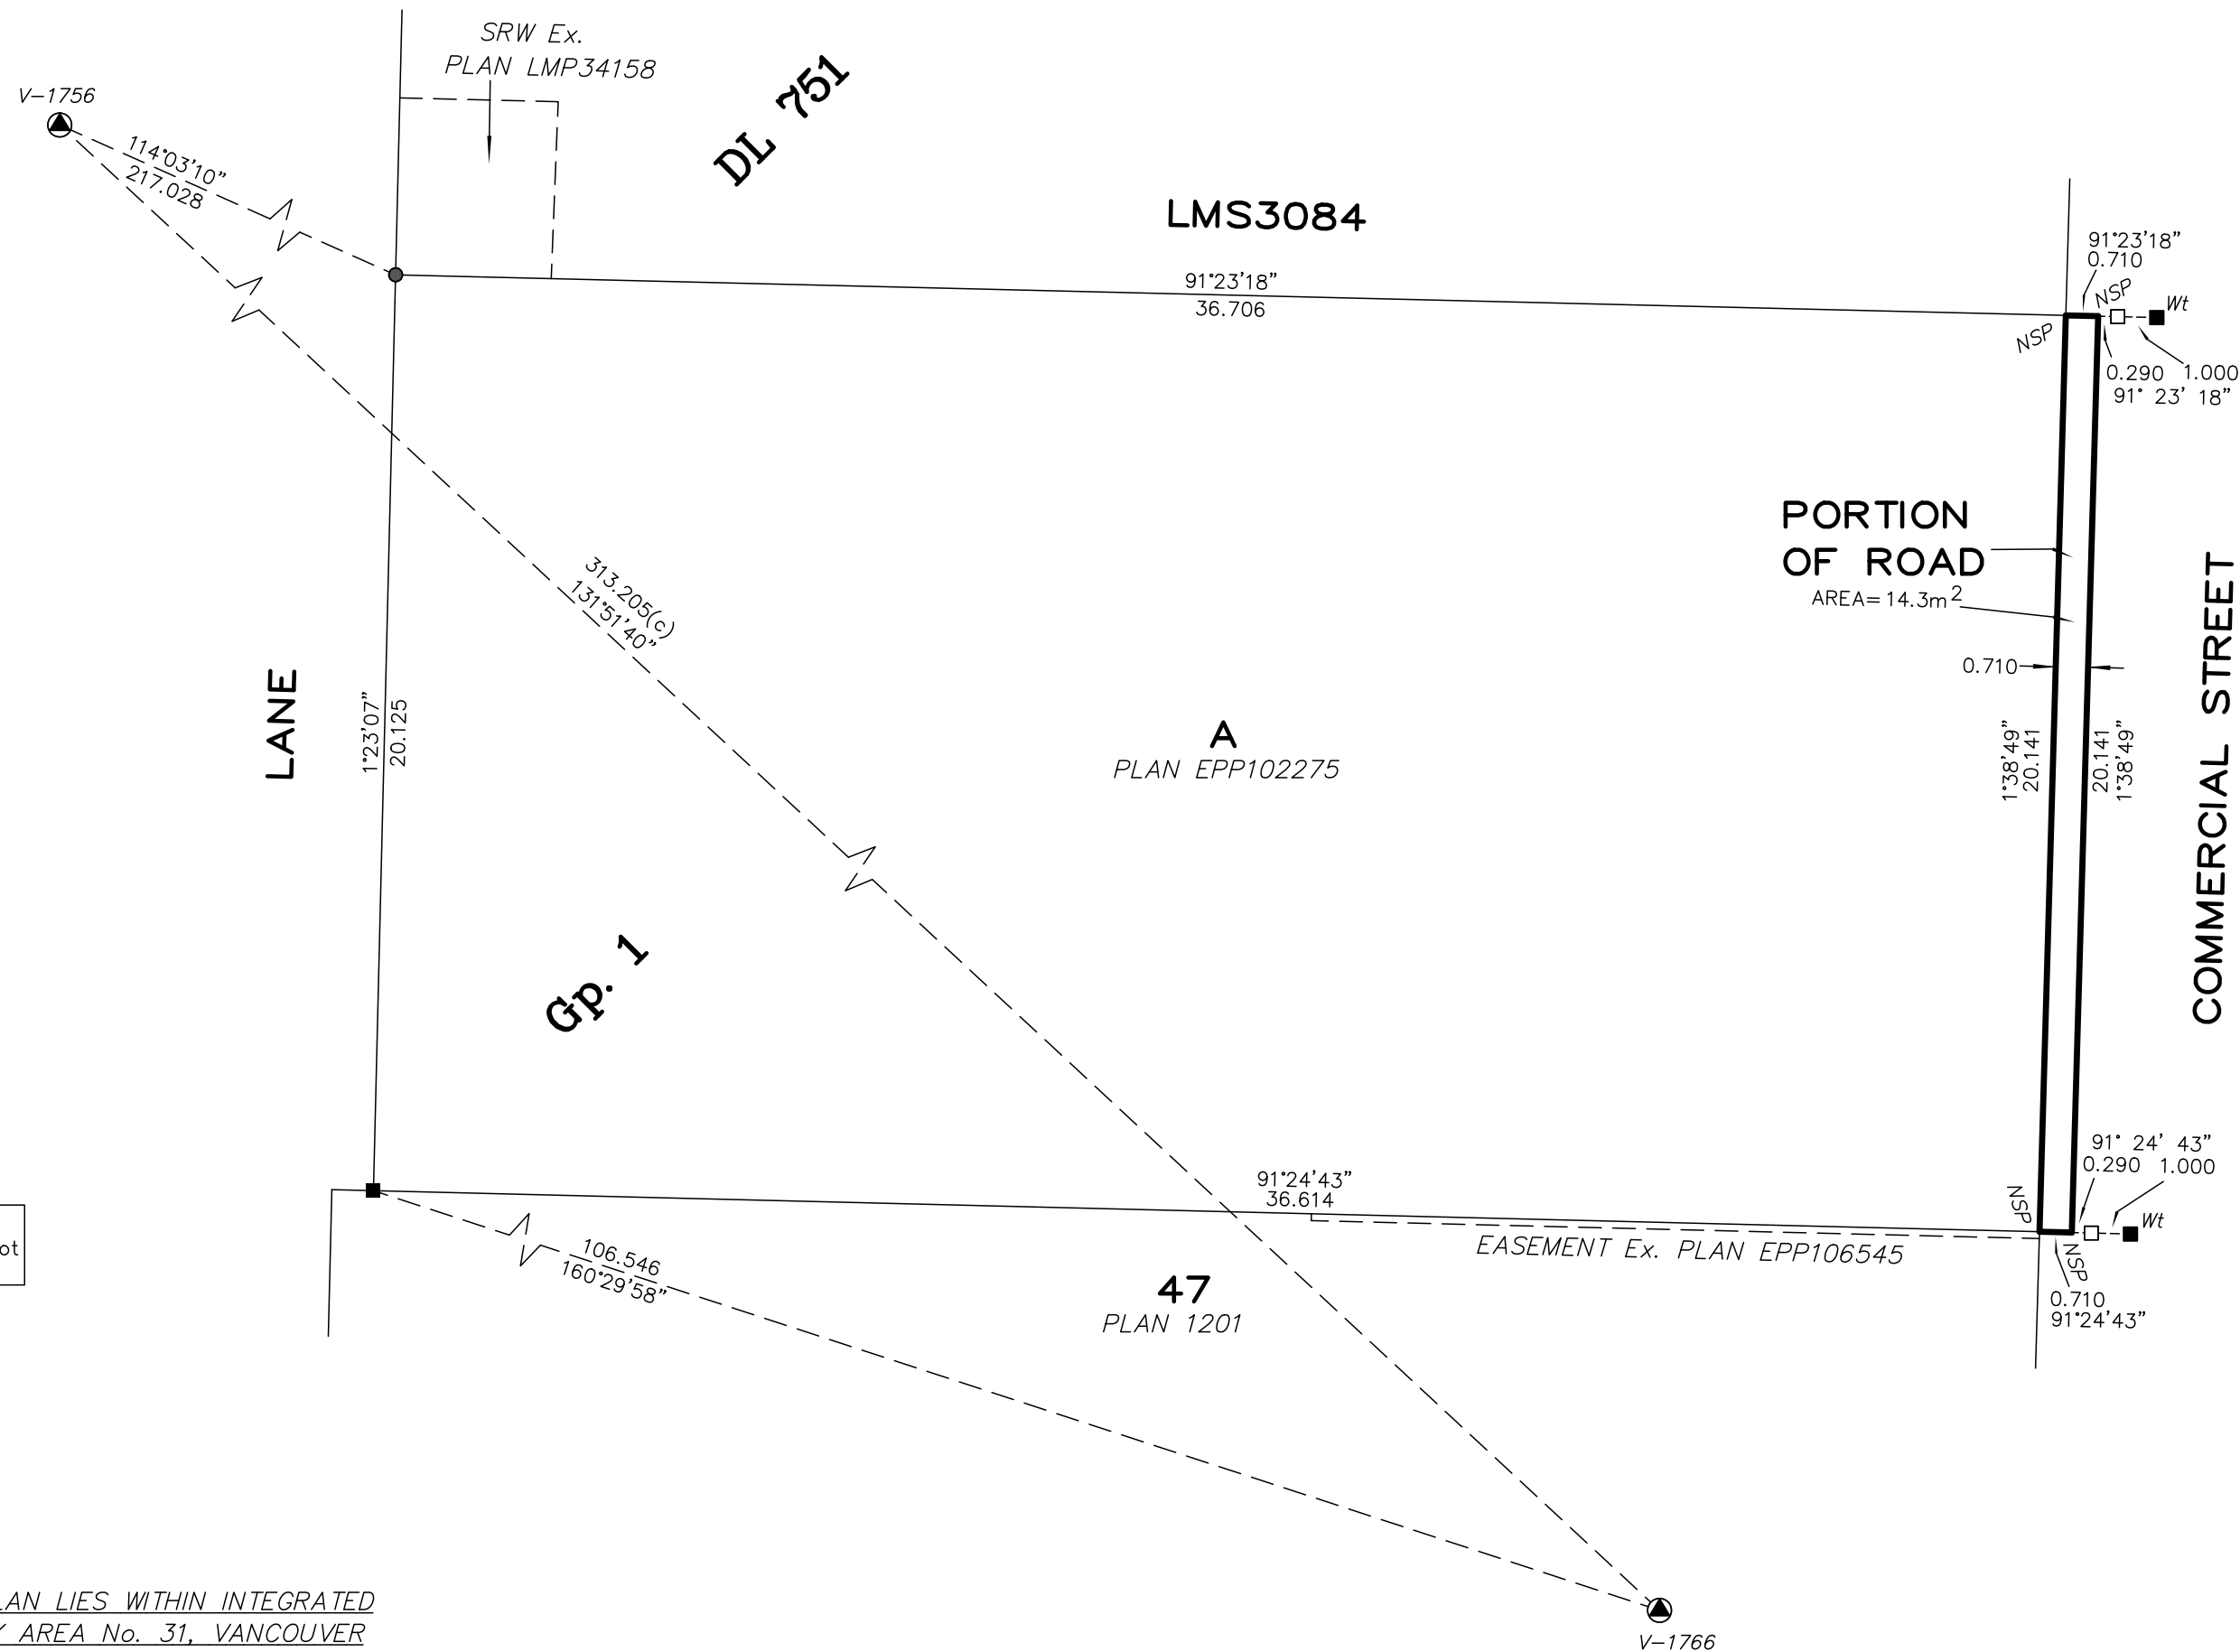 SRW Ex.
PLAN LMP34158
DL 751
V-1756
114°03'10"
217.028
LMS3084
91°23'18"
36.706
91°23'18"
0.710
NSP
NSP
Wt
0.290 1.000
91° 23' 18"
313.205(c)
131°51'40"
PORTION
OF ROAD
AREA= 14.3m2
0.710
LANE
1°23'07"
20.125
A
PLAN EPP102275
1°38'49"
20.141
20.141
1°38'49"
COMMERCIAL STREET
Gp. 1
91°24'43"
36.614
91° 24' 43"
0.290 1.000
NSP
Wt
NSP
0.710
91°24'43"
EASEMENT Ex. PLAN EPP106545
106.546
160°29'58"
47
PLAN 1201
ot
LAN LIES WITHIN INTEGRATED
AREA No. 31, VANCOUVER
V-1766